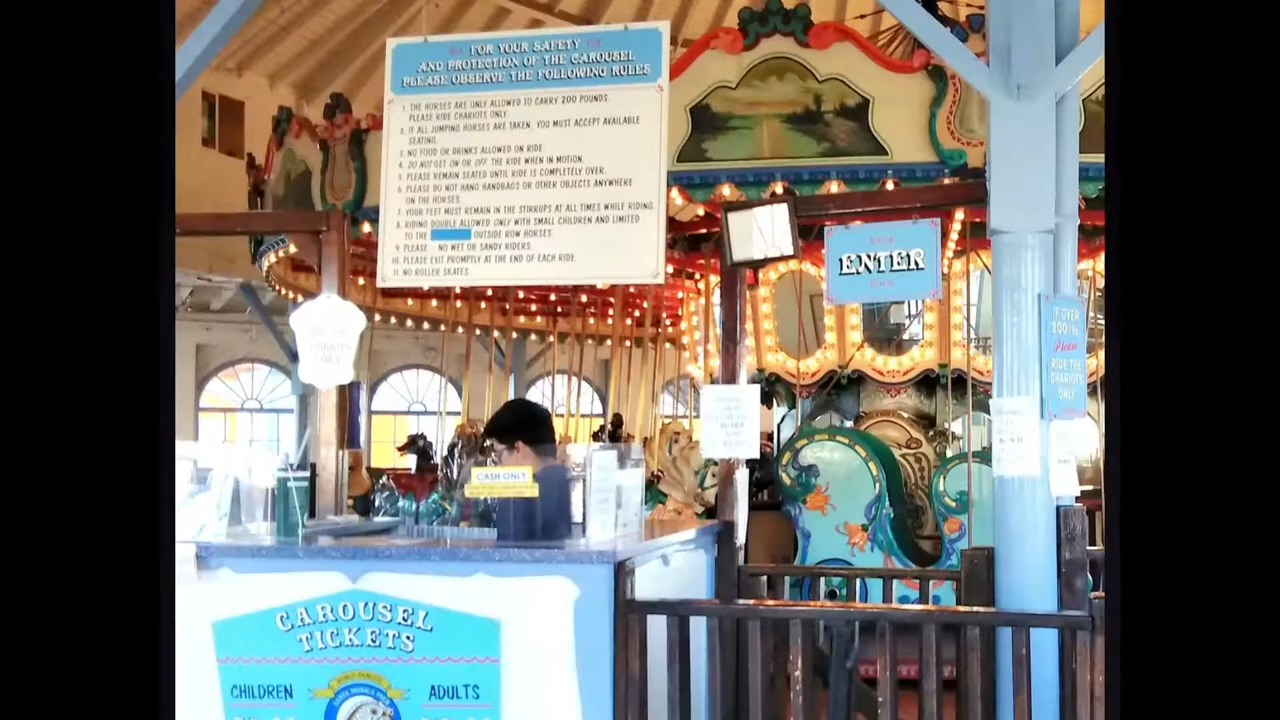 FOR YOUR SAFETY
AND PROTECTION OF THE CAROUSEL
PLEASE OBSERVE THE FOLLOWING RULES
1. THE HORSES ARE ONLY ALLOWED TO CARRY 200 POUNDS.
PLEASE RIDE CHARIOTS ONLY.
2. IF ALL JUMPING HORSES ARE TAKEN, YOU MUST ACCEPT AVAILABLE
SEATING.
3. NO FOOD OR DRINKS ALLOWED ON RIDE.
4. DO NOT GET ON OR OFF THE RIDE WHEN IN MOTION.
5. PLEASE REMAIN SEATED UNTIL RIDE IS COMPLETELY OVER.
6. PLEASE DO NOT HANG HANDBAGS OR OTHER OBJECTS ANYWHERE
ON THE HORSES.
7. YOUR FEET MUST REMAIN IN THE STIRRUPS AT ALL TIMES WHILE RIDING.
8. RIDING DOUBLE ALLOWED ONLY WITH SMALL CHILDREN AND LIMITED
TO THE OUTSIDE ROW HORSES.
9. PLEASE - NO WET OR SANDY RIDERS.
10. PLEASE EXIT PROMPTLY AT THE END OF EACH RIDE.
11. NO ROLLER SKATES.
ENTER
IF OVER
200 lbs
Please
RIDE THE
CHARIOTS
ONLY
CASH ONLY
CAROUSEL
TICKETS
CHILDREN
ADULTS
SANTA MONICA PIER